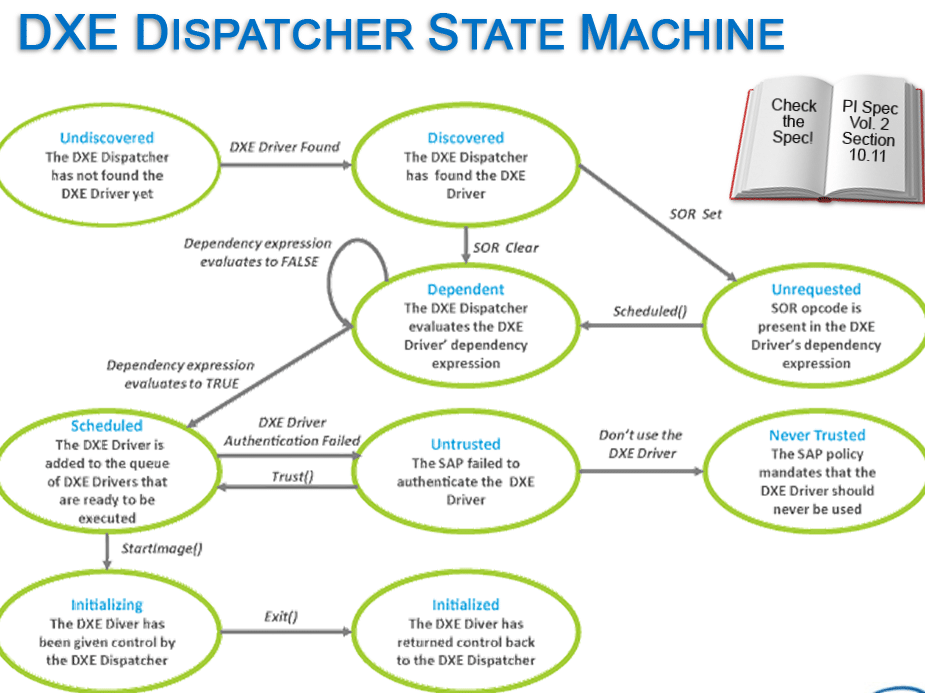 DXE DISPATCHER STATE MACHINE
Check
the
Spec!
PI Spec
Vol. 2
Section
10.11
Undiscovered
The DXE Dispatcher
has not found the
DXE Driver yet
DXE Driver Found
Discovered
The DXE Dispatcher
has found the DXE
Driver
SOR Set
SOR Clear
Dependency expression
evaluates to FALSE
Dependent
The DXE Dispatcher
evaluates the DXE
Driver' dependency
expression
Scheduled()
Unrequested
SOR opcode is
present in the DXE
Driver's dependency
expression
Dependency expression
evaluates to TRUE
Scheduled
The DXE Driver is
added to the queue
of DXE Drivers that
are ready to be
executed
DXE Driver
Authentication Failed
Trust()
Untrusted
The SAP failed to
authenticate the DXE
Driver
Don't use the
DXE Driver
Never Trusted
The SAP policy
mandates that the
DXE Driver should
never be used
StartImage()
Initializing
The DXE Diver has
been given control by
the DXE Dispatcher
Exit()
Initialized
The DXE Diver has
returned control back
to the DXE Dispatcher